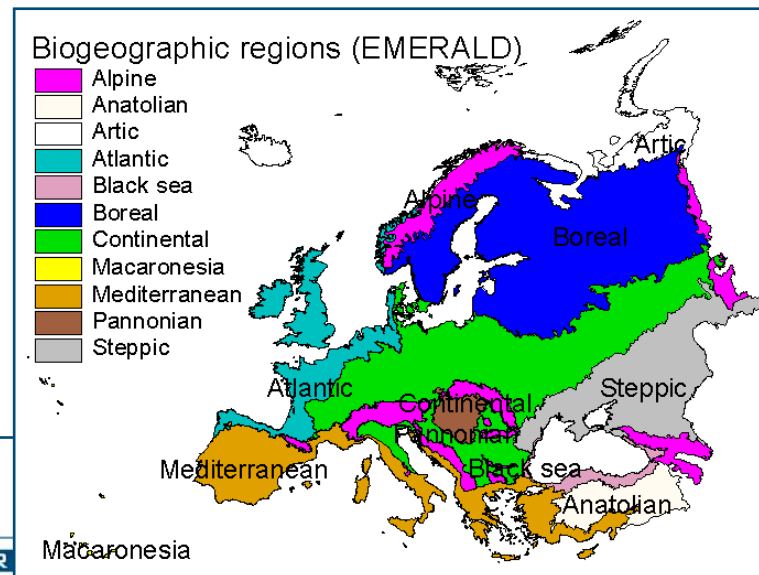 Biogeographic regions (EMERALD)
Alpine
Anatolian
Artic
Atlantic
Black sea
Boreal
Continental
Macaronesia
Mediterranean
Pannonian
Steppic
Artic
Alpine
Boreal
Atlantic
Steppic
Continental
Pannonian
Mediterranean
Black sea
Anatolian
Macaronesia
R